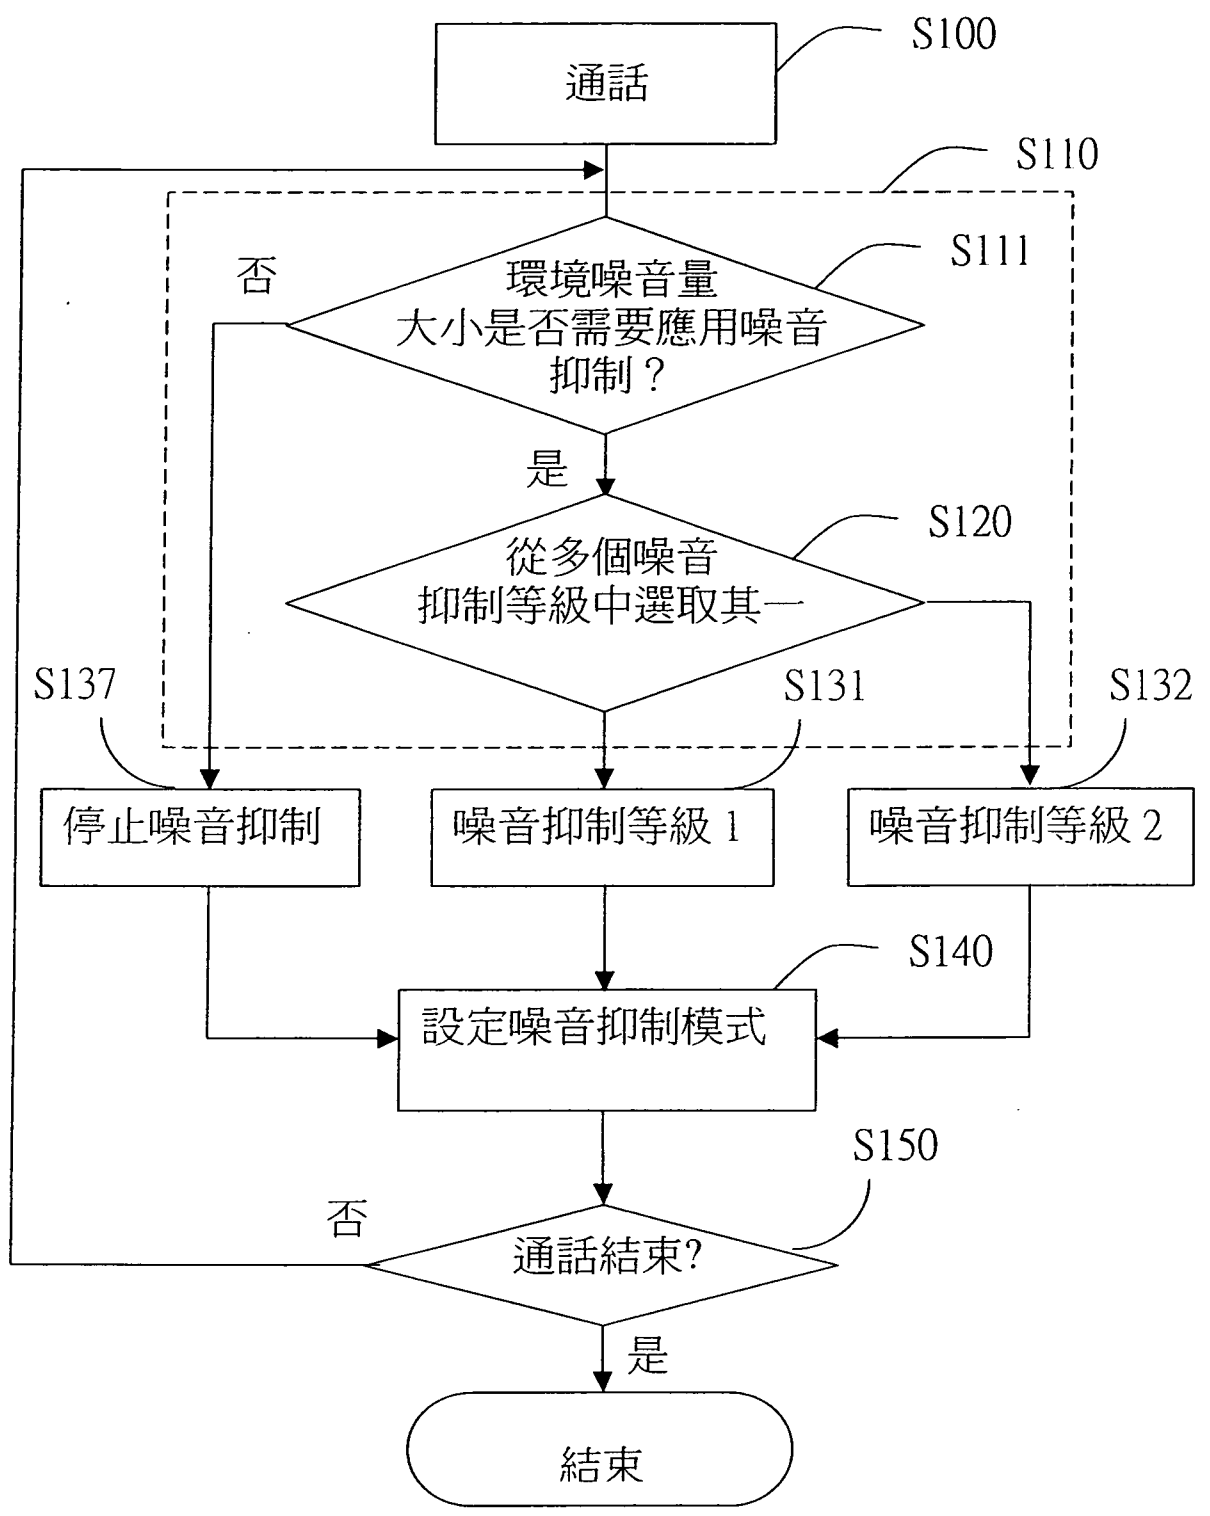 S100
通話
S110
S111
否
環境噪音量
大小是否需要應用噪音
抑制？
是
S120
從多個噪音
抑制等級中選取其一
S137
S131
S132
停止噪音抑制
噪音抑制等級 1
噪音抑制等級 2
S140
設定噪音抑制模式
S150
否
通話結束?
是
結束